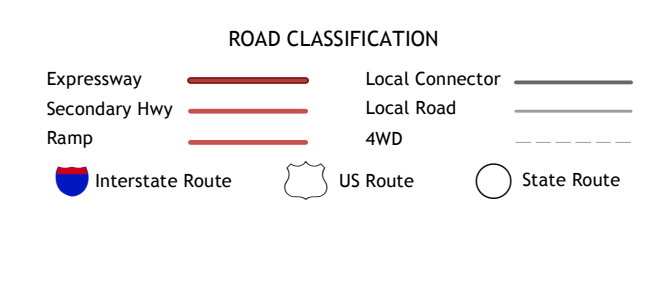 ROAD CLASSIFICATION
Expressway
Secondary Hwy
Ramp
Local Connector
Local Road
4WD
Interstate Route
US Route
State Route